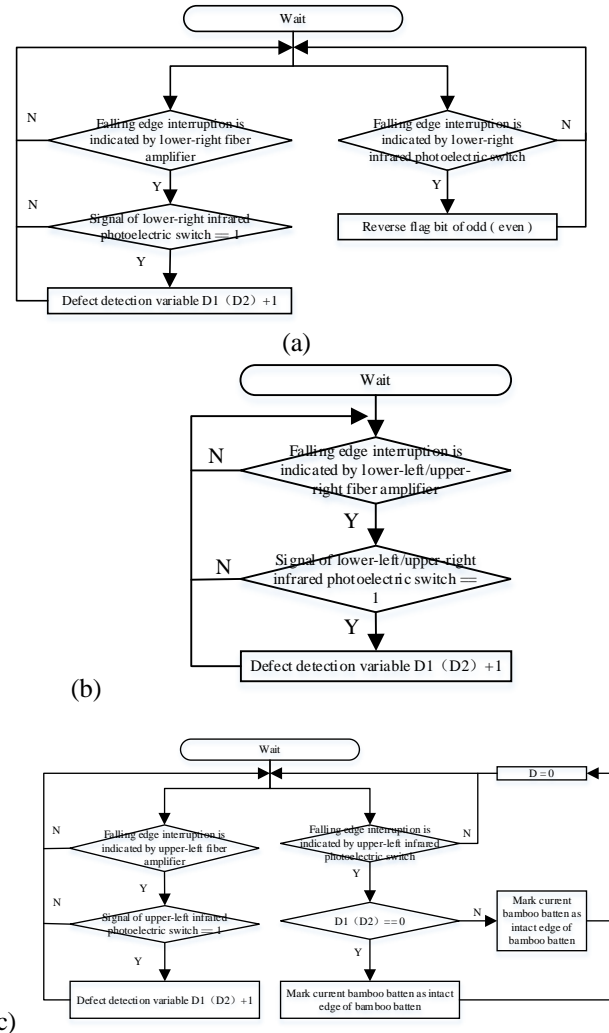 Wait
N
Falling edge interruption is
indicated by lower-right fiber
amplifier
Y
N
Signal of lower-right infrared
photoelectric switch == 1
Y
Defect detection variable D1（D2）+1
Falling edge interruption is
indicated by lower-right
infrared photoelectric switch
N
Y
Reverse flag bit of odd ( even )
(a)
Wait
Falling edge interruption is
indicated by lower-left/upper-
right fiber amplifier
N
Y
Signal of lower-left/upper-right
infrared photoelectric switch ==
1
N
Y
Defect detection variable D1（D2）+1
(b)
Wait
D = 0
N
Falling edge interruption is
indicated by upper-left fiber
amplifier
Y
N
Signal of upper-left infrared
photoelectric switch = 1
Y
Defect detection variable D1（D2）+1
Falling edge interruption is
indicated by upper-left infrared
photoelectric switch
N
Y
D1（D2）==0
N
Mark current
bamboo batten as
intact edge of
bamboo batten
Y
Mark current bamboo batten as intact
edge of bamboo batten
c)